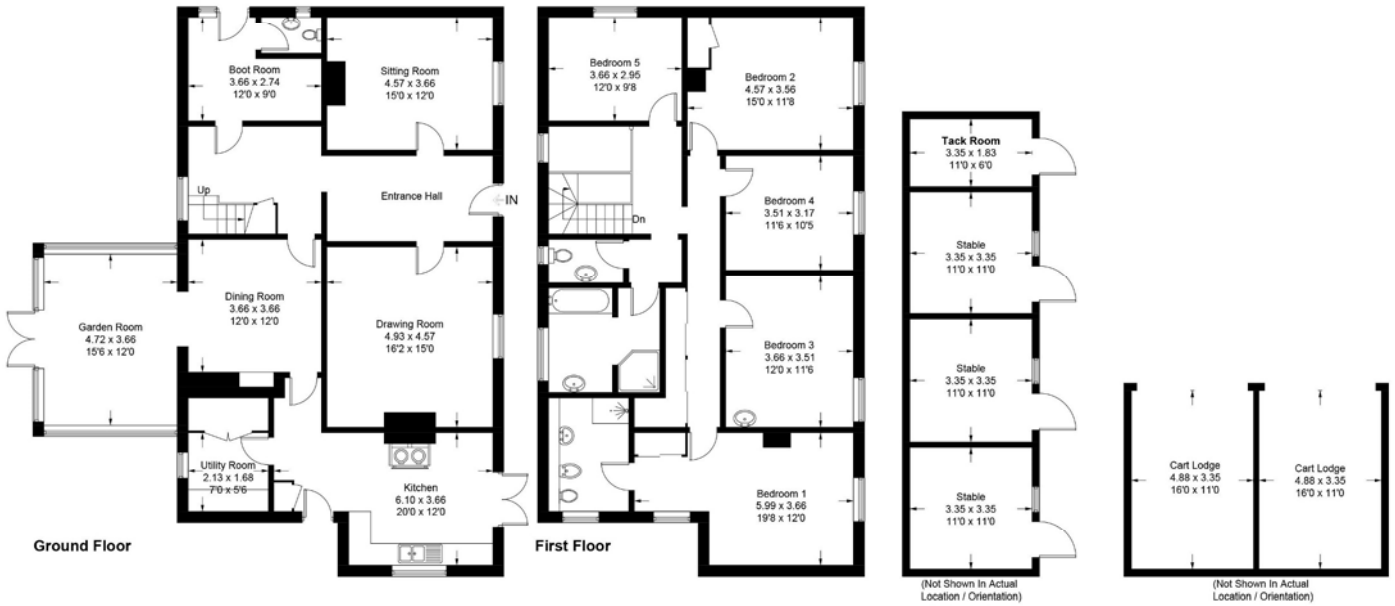 Boot Room
3.66 x 2.74
12'0 x 9'0
Sitting Room
4.57 x 3.66
15'0 x 12'0
Up
Entrance Hall
IN
Garden Room
4.72 x 3.66
15'6 x 12'0
Dining Room
3.66 x 3.66
12'0 x 12'0
Drawing Room
4.93 x 4.57
16'2 x 15'0
Utility Room
2.13 x 1.68
7'0 x 5'6
Kitchen
6.10 x 3.66
20'0 x 12'0
Ground Floor
Bedroom 5
3.66 x 2.95
12'0 x 9'8
Bedroom 2
4.57 x 3.56
15'0 x 11'8
Dn
Bedroom 4
3.51 x 3.17
11'6 x 10'5
Bedroom 3
3.66 x 3.51
12'0 x 11'6
Bedroom 1
5.99 x 3.66
19'8 x 12'0
First Floor
Tack Room
3.35 x 1.83
11'0 x 6'0
Stable
3.35 x 3.35
11'0 x 11'0
Stable
3.35 x 3.35
11'0 x 11'0
Stable
3.35 x 3.35
11'0 x 11'0
(Not Shown In Actual
Location / Orientation)
Cart Lodge
4.88 x 3.35
16'0 x 11'0
Cart Lodge
4.88 x 3.35
16'0 x 11'0
(Not Shown In Actual
Location / Orientation)